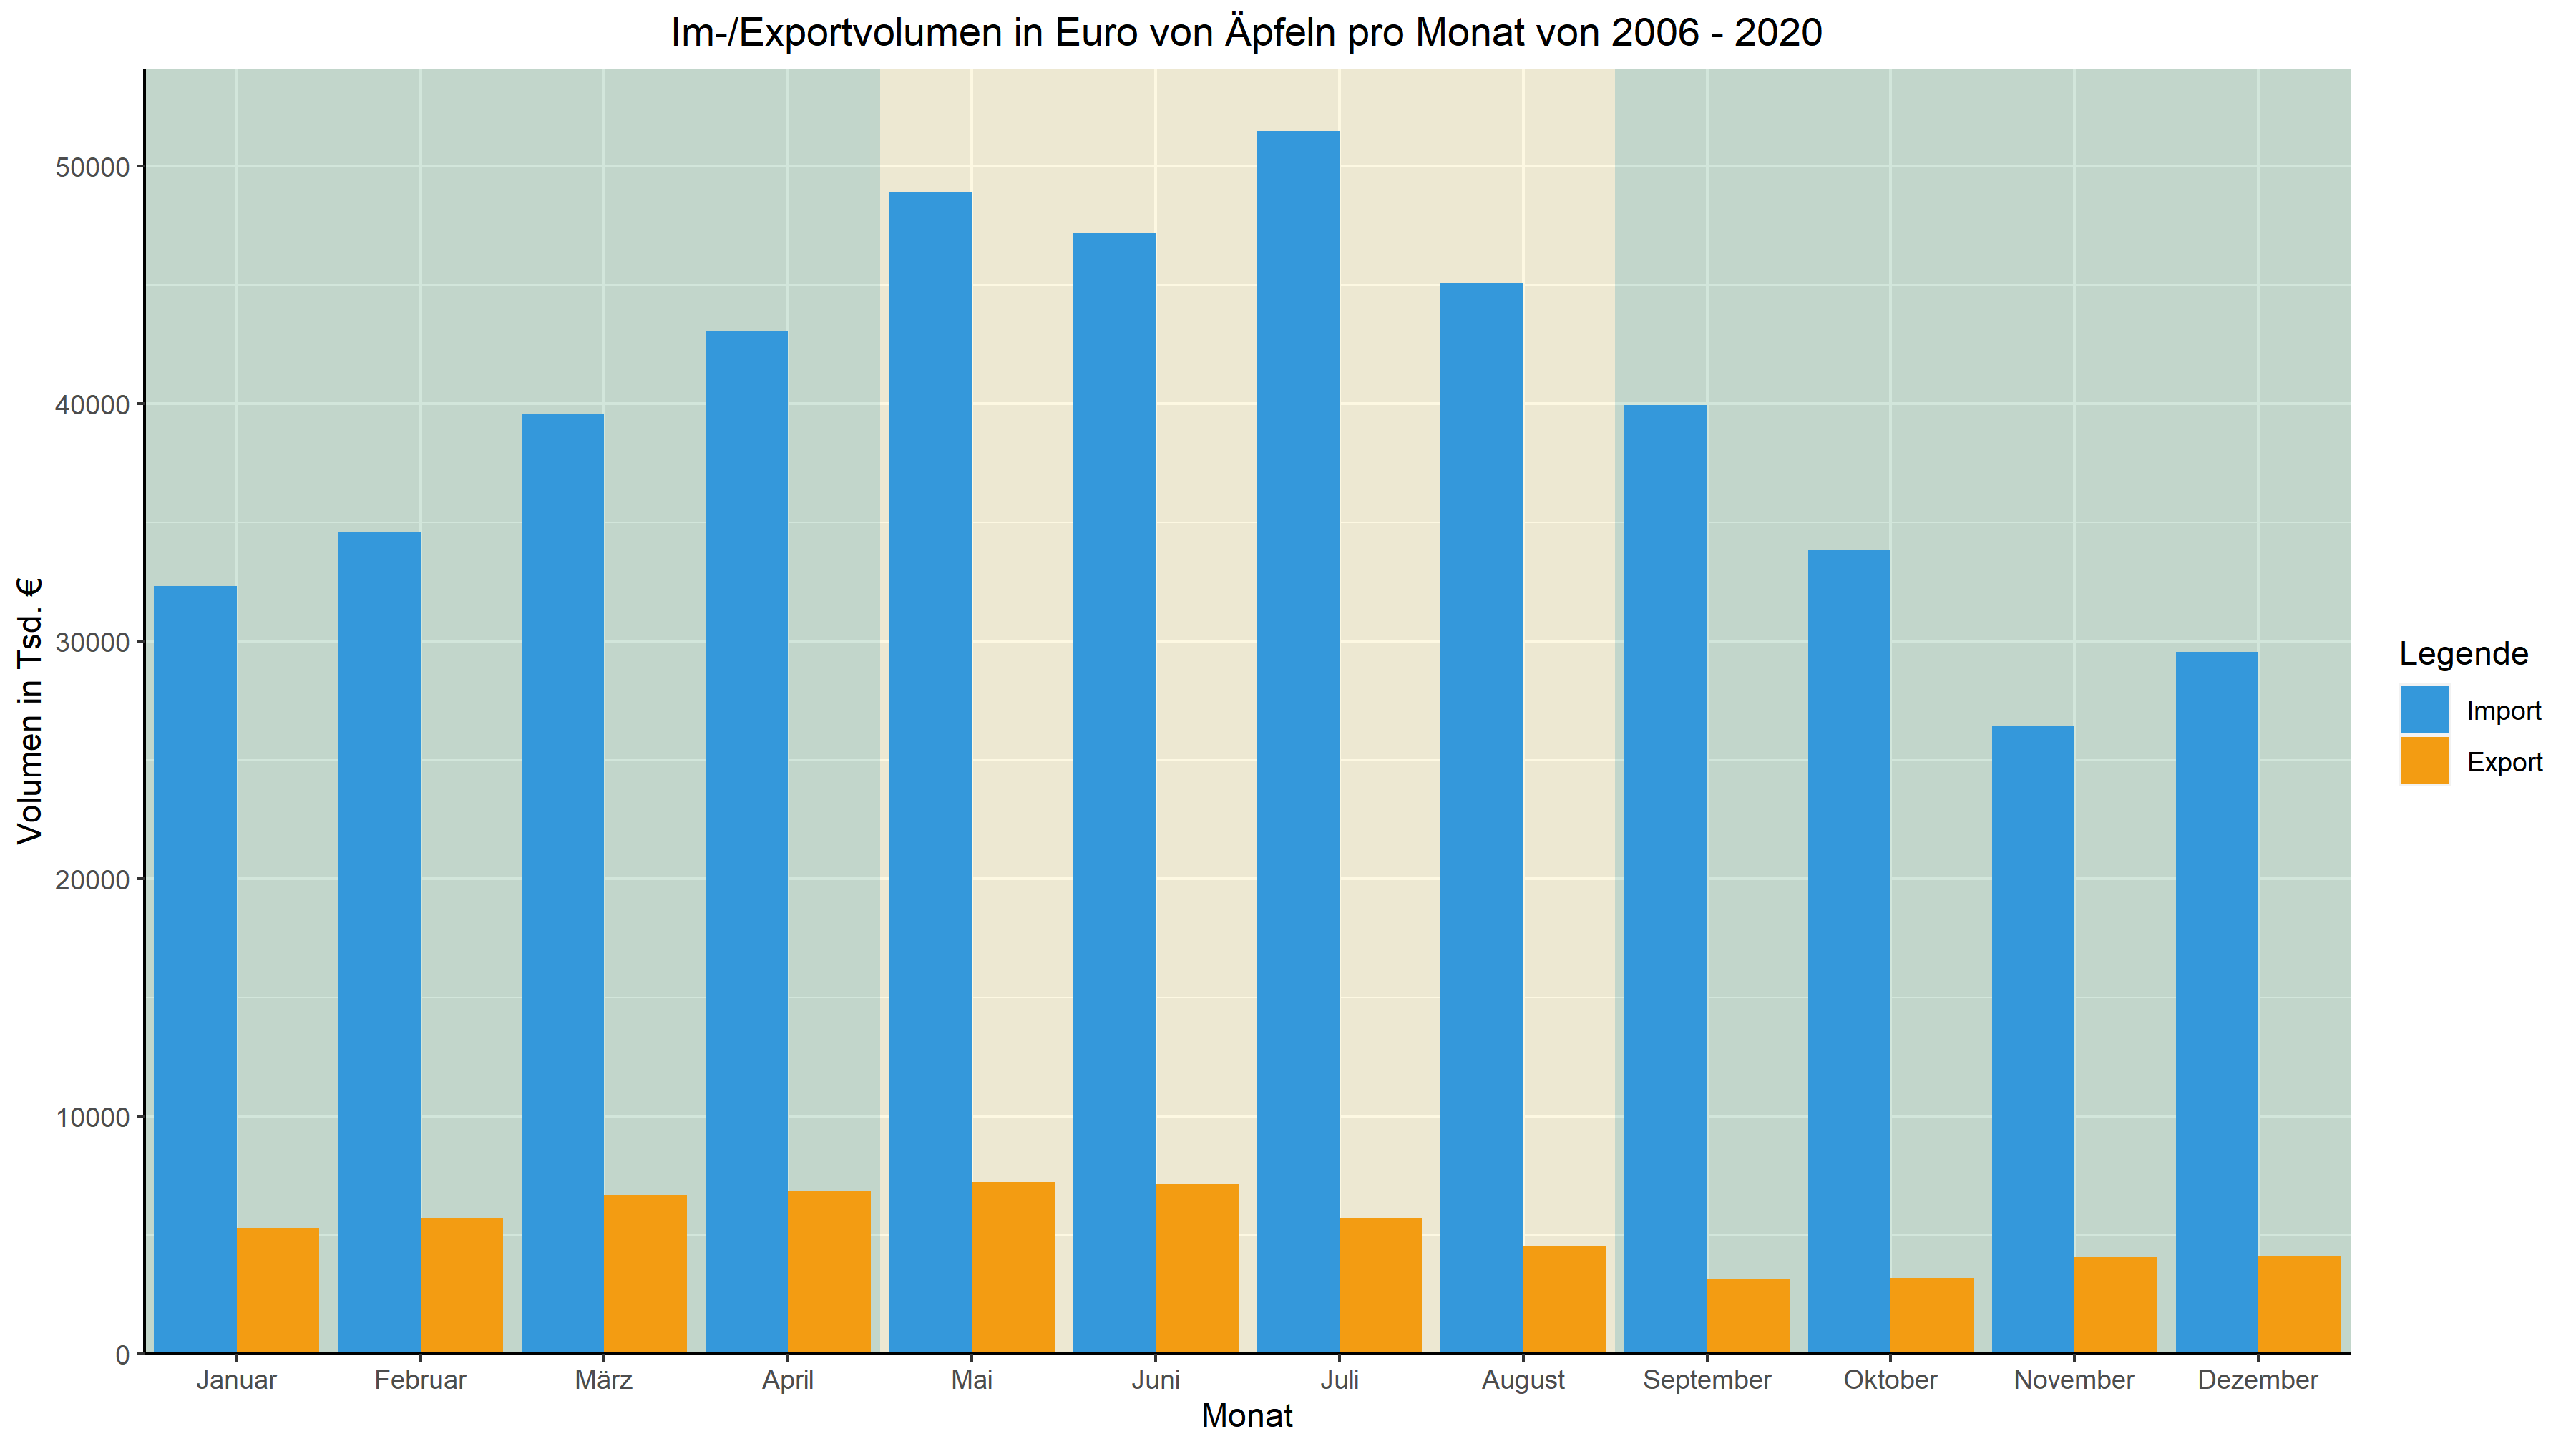 Im-/Exportvolumen in Euro von Äpfeln pro Monat von 2006 - 2020
Volumen in Tsd. €
50000
40000
30000
20000
10000
0
Januar Februar März April Mai Juni Juli August September Oktober November Dezember
Monat
Legende
Import
Export